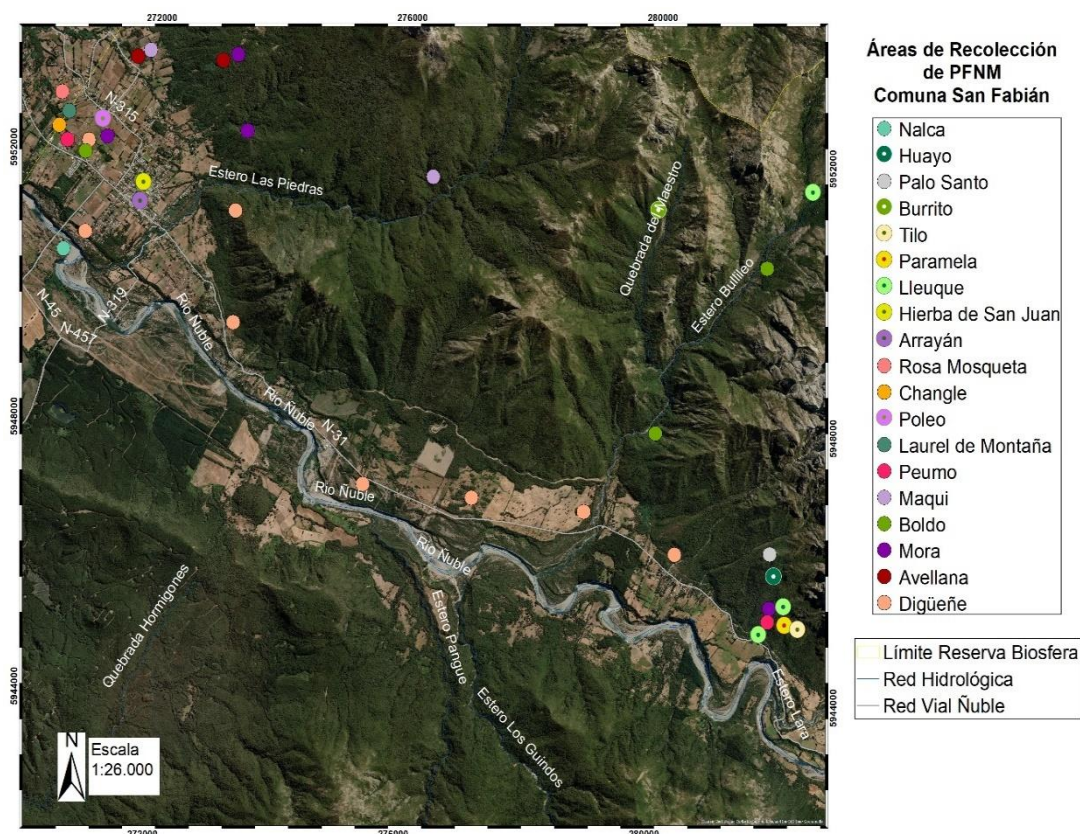 272000
276000
280000
Áreas de Recolección
de PFNM
Comuna San Fabián
Nalca
Huayo
Palo Santo
Burrito
Tilo
Paramela
Lleuque
Hierba de San Juan
Arrayán
Rosa Mosqueta
Changle
Poleo
Laurel de Montaña
Peumo
Maqui
Boldo
Mora
Avellana
Digüeñe
Límite Reserva Biosfera
Red Hidrológica
Red Vial Ñuble
N-315
5952000
5952000
Estero Las Piedras
Quebrada del Maestro
Estero Bullileo
N-45
N-319
N-457
Río Ñuble
5948000
5948000
Río Ñuble
N-31
Río Ñuble
Río Ñuble
Quebrada Hormigones
Estero Pangue
Estero Los Guindos
Estero Lara
5944000
5944000
N
Escala
1:26.000
280000